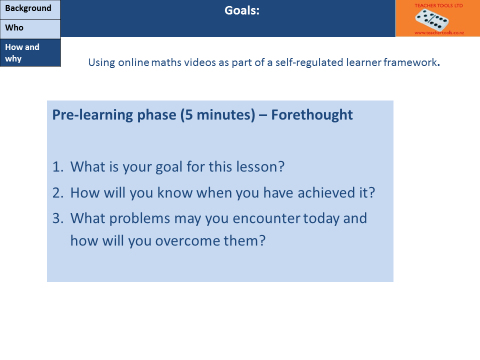 Background
Who
How and
why
Goals:
TEACHER TOOLS LTD
Using online maths videos as part of a self-regulated learner framework.
Pre-learning phase (5 minutes) – Forethought
1. What is your goal for this lesson?
2. How will you know when you have achieved it?
3. What problems may you encounter today and
how will you overcome them?